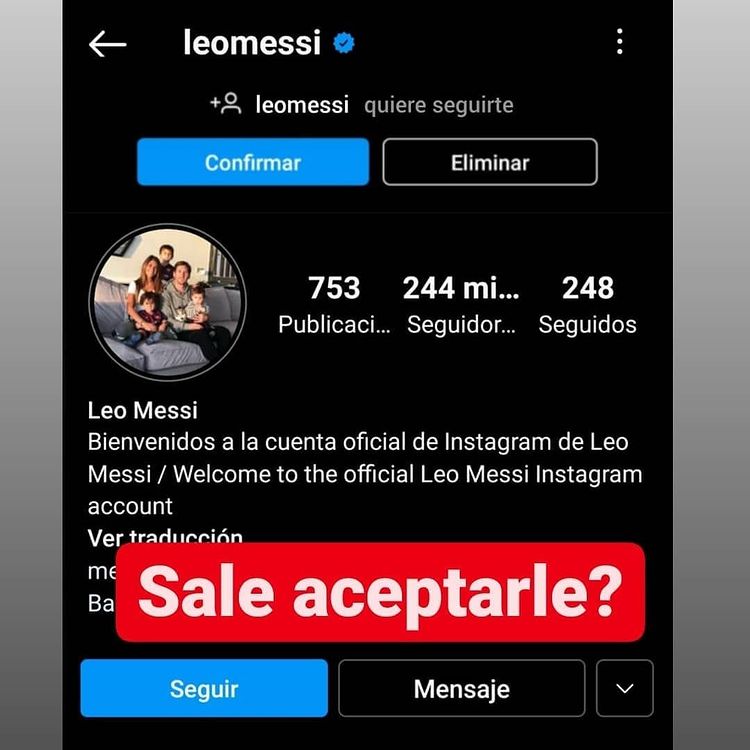 leomessi
leomessi quiere seguirte
Confirmar Eliminar
753 244 mi... 248
Publicaci... Seguidor... Seguidos
Leo Messi
Bienvenidos a la cuenta oficial de Instagram de Leo
Messi / Welcome to the official Leo Messi Instagram
account
Ver traducción
me
Ba
Sale aceptarle?
Seguir Mensaje